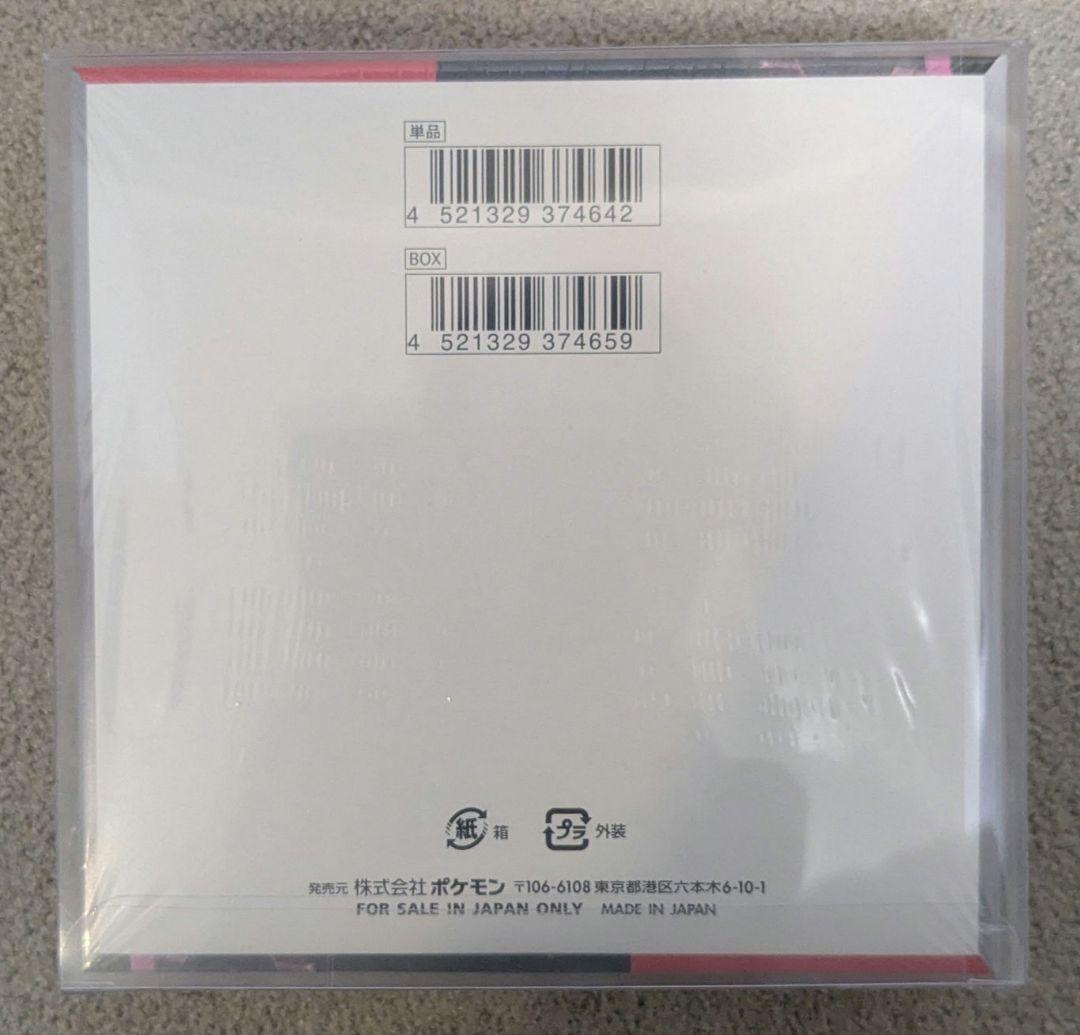 単品
4 521329 374642
BOX
4 521329 374659
紙 箱 プラ 外装
発売元 株式会社ポケモン 〒106-6108 東京都港区六本木6-10-1
FOR SALE IN JAPAN ONLY MADE IN JAPAN